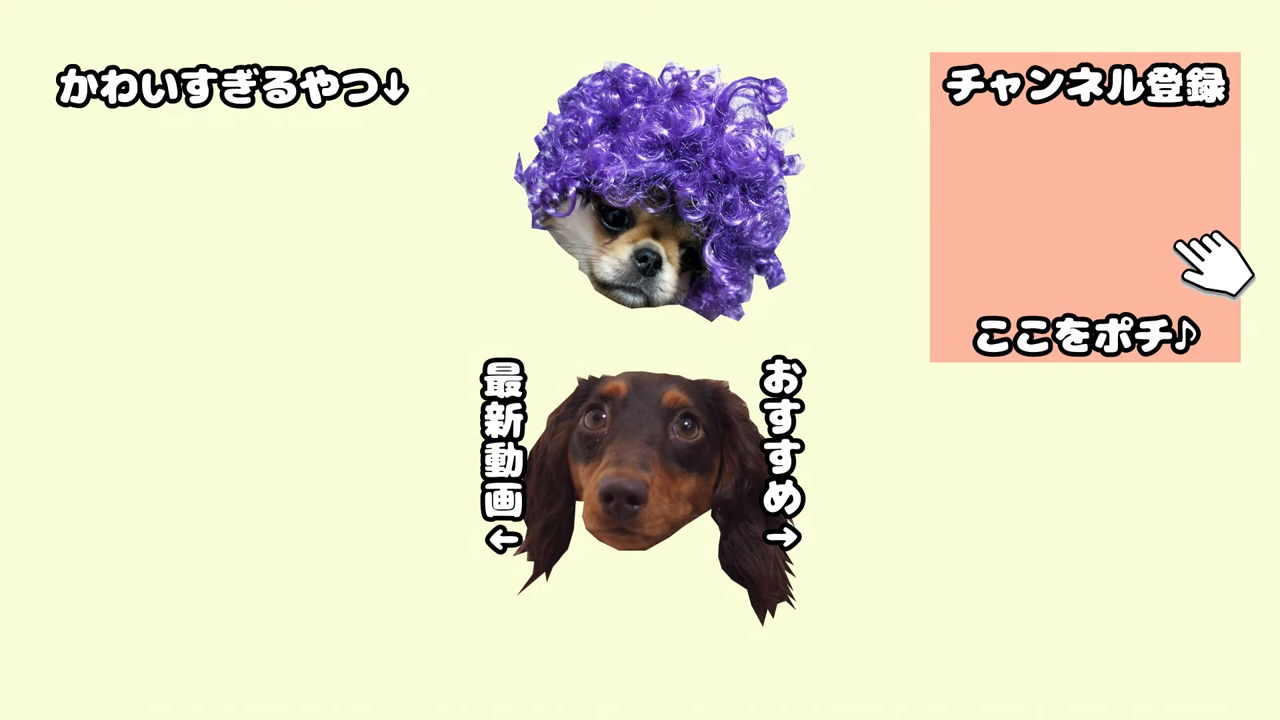 かわいすぎるやつ↓
チャンネル登録
ここをポチ♪
最新動画←
おすすめ→